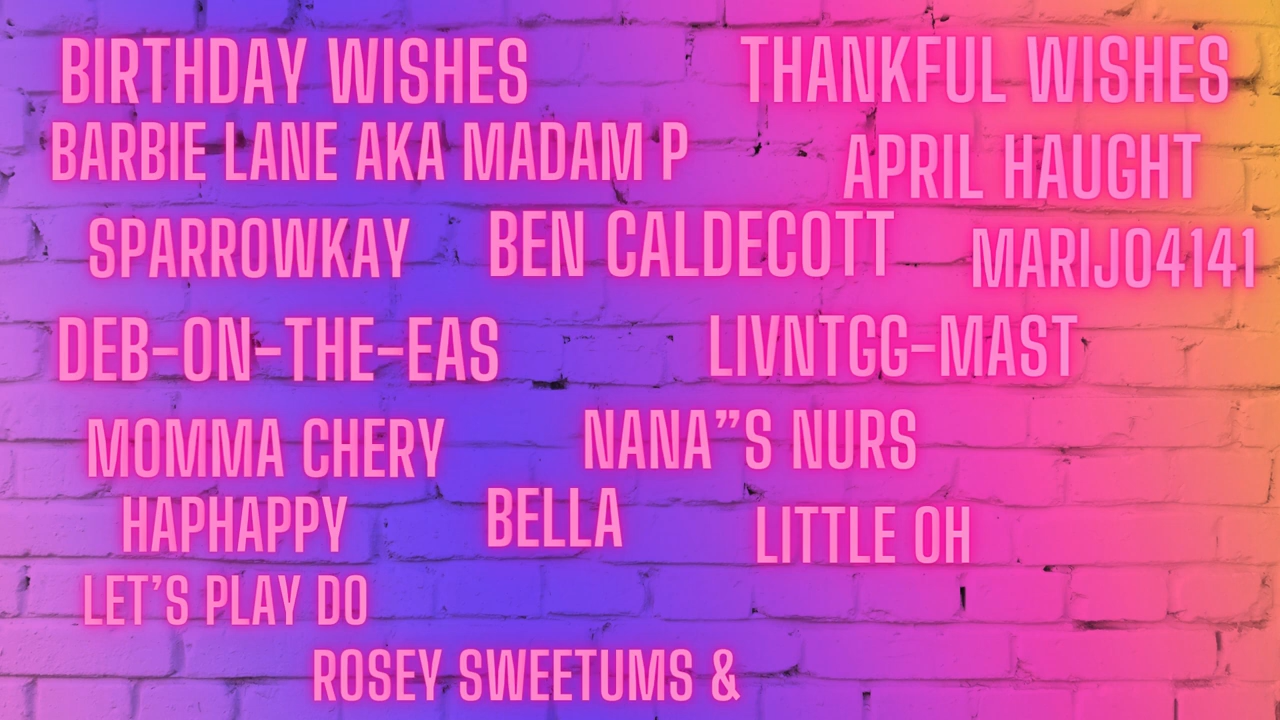 BIRTHDAY WISHES
THANKFUL WISHES
BARBIE LANE AKA MADAM P
APRIL HAUGHT
SPARROWKAY
BEN CALDECOTT
MARIJO4141
DEB-ON-THE-EAS
LIVNTGG-MAST
MOMMA CHERY
NANA”S NURS
HAPHAPPY
BELLA
LITTLE OH
LET’S PLAY DO
ROSEY SWEETUMS &